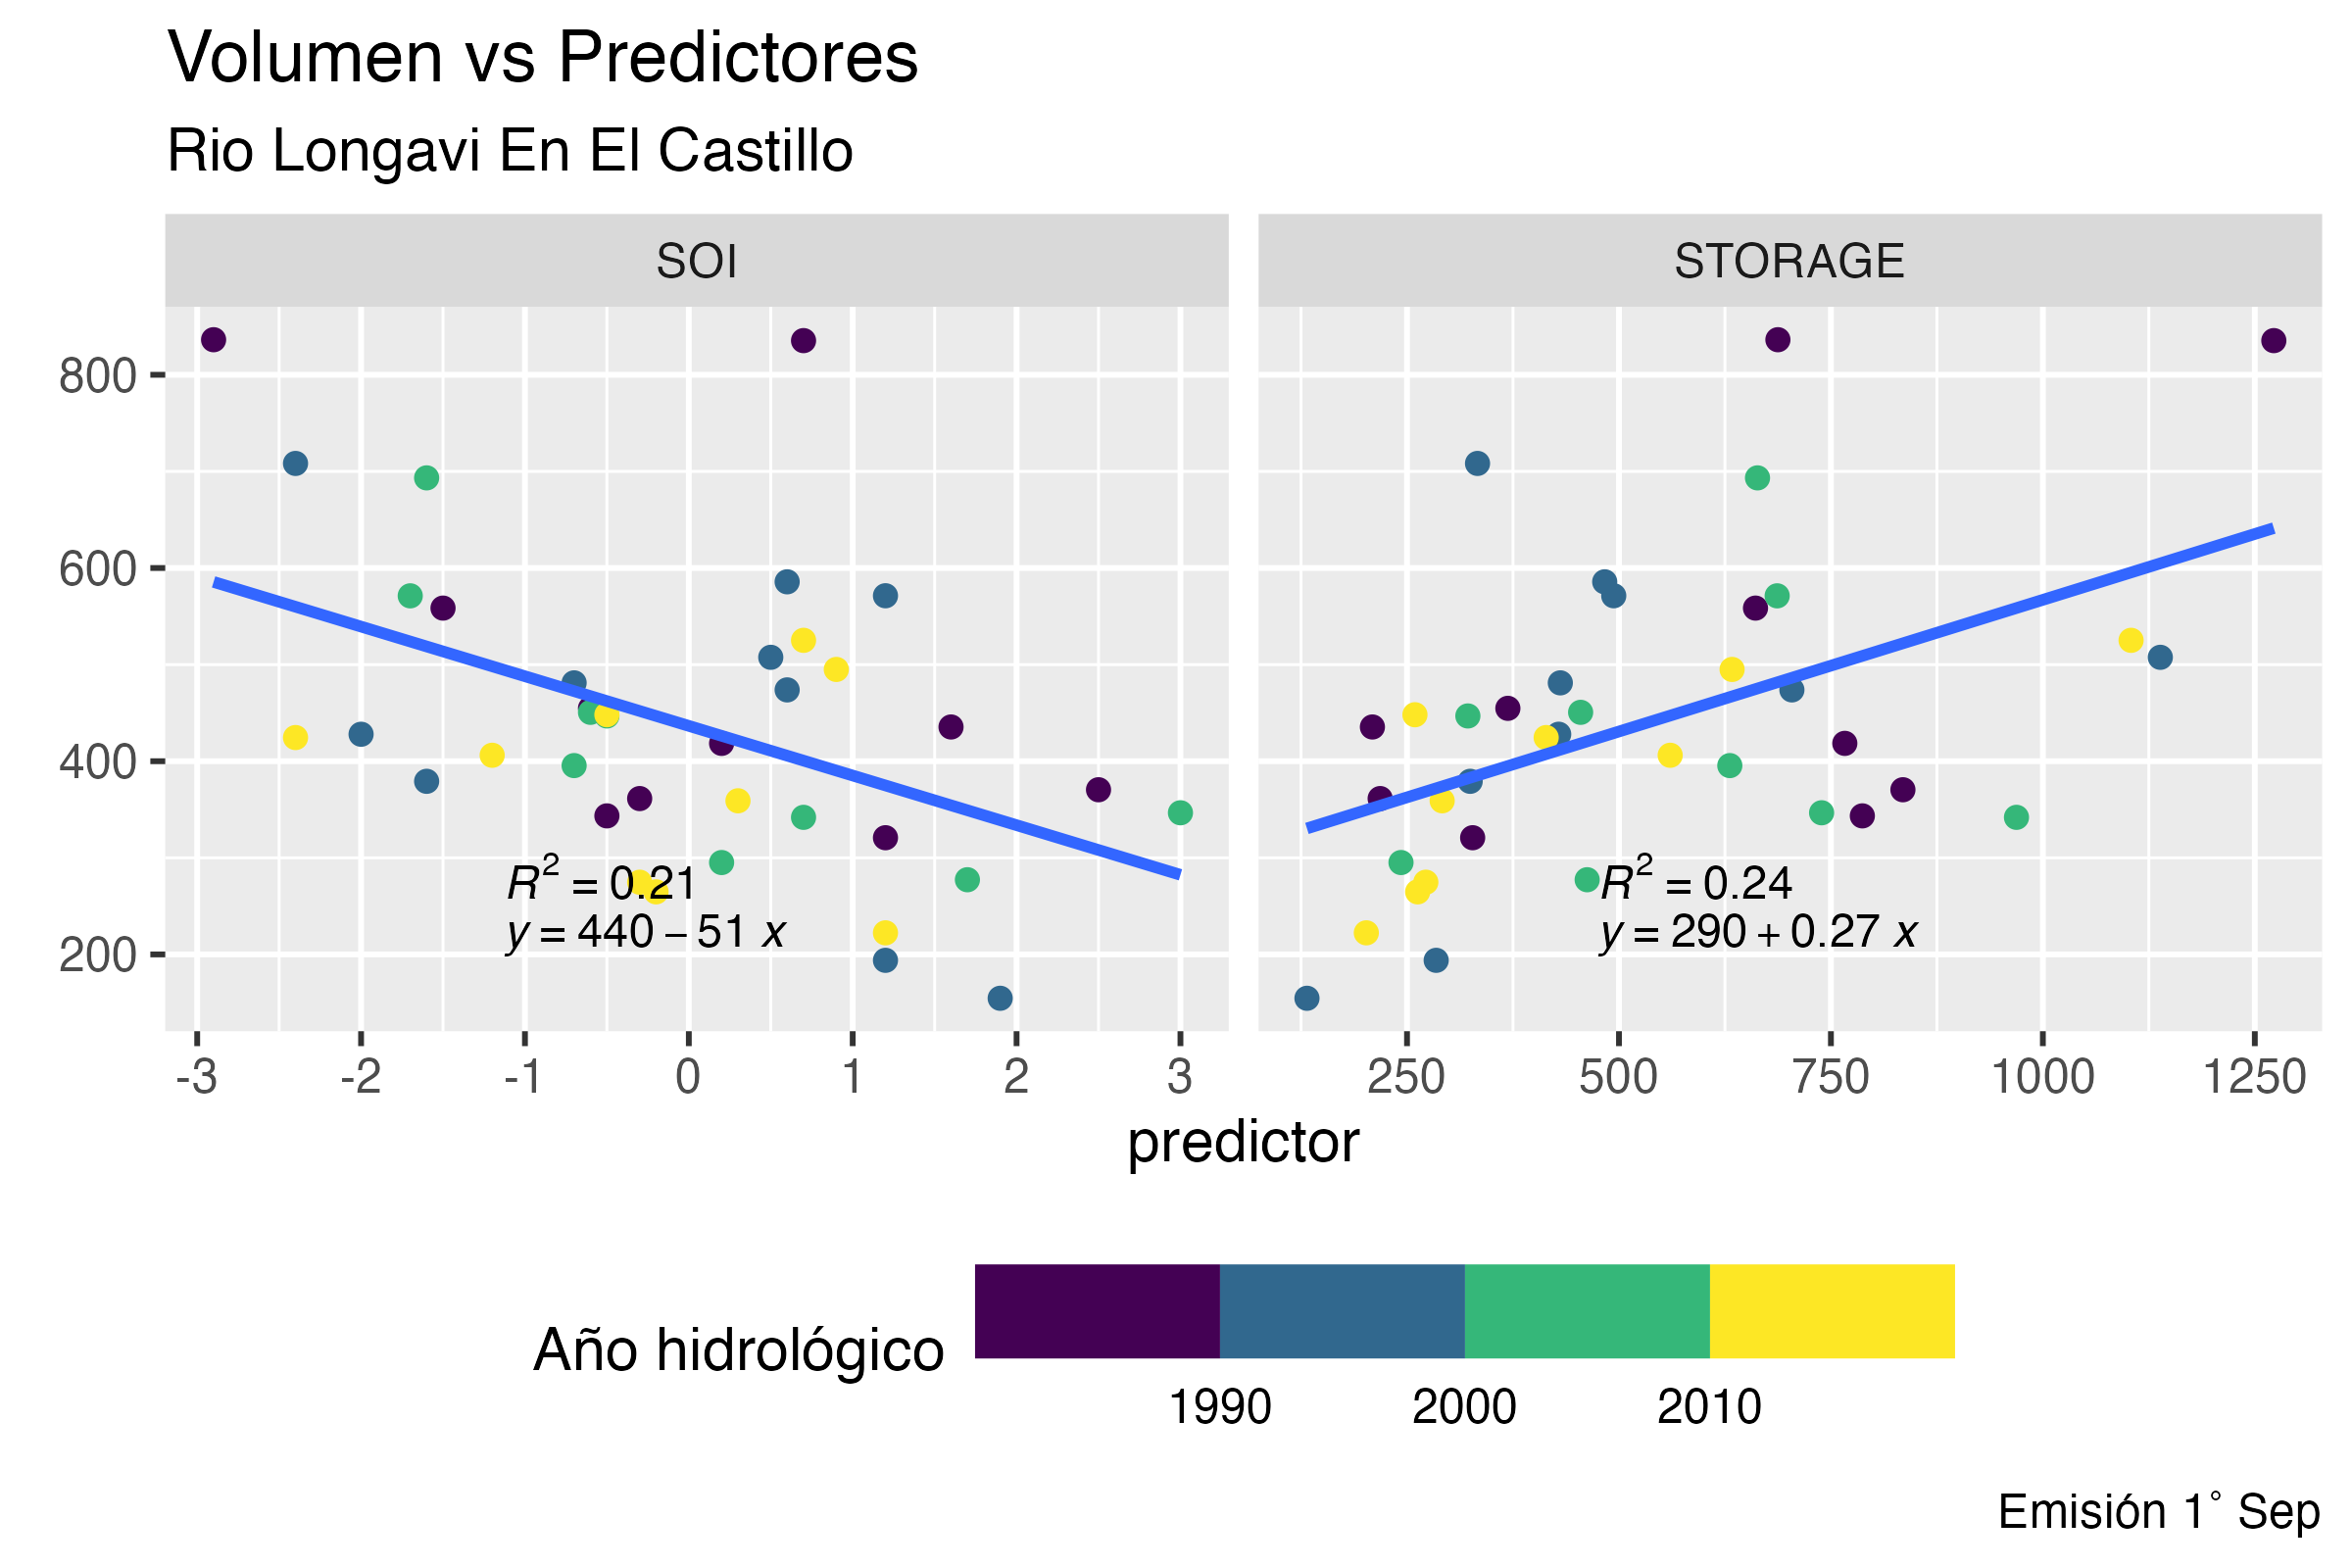 Volumen vs Predictores
Rio Longavi En El Castillo
SOI
STORAGE
800
600
400
200
R² = 0.21
y = 440 – 51 x
R² = 0.24
y = 290 + 0.27 x
-3 -2 -1 0 1 2 3
250 500 750 1000 1250
predictor
Año hidrológico
1990 2000 2010
Emisión 1˚ Sep